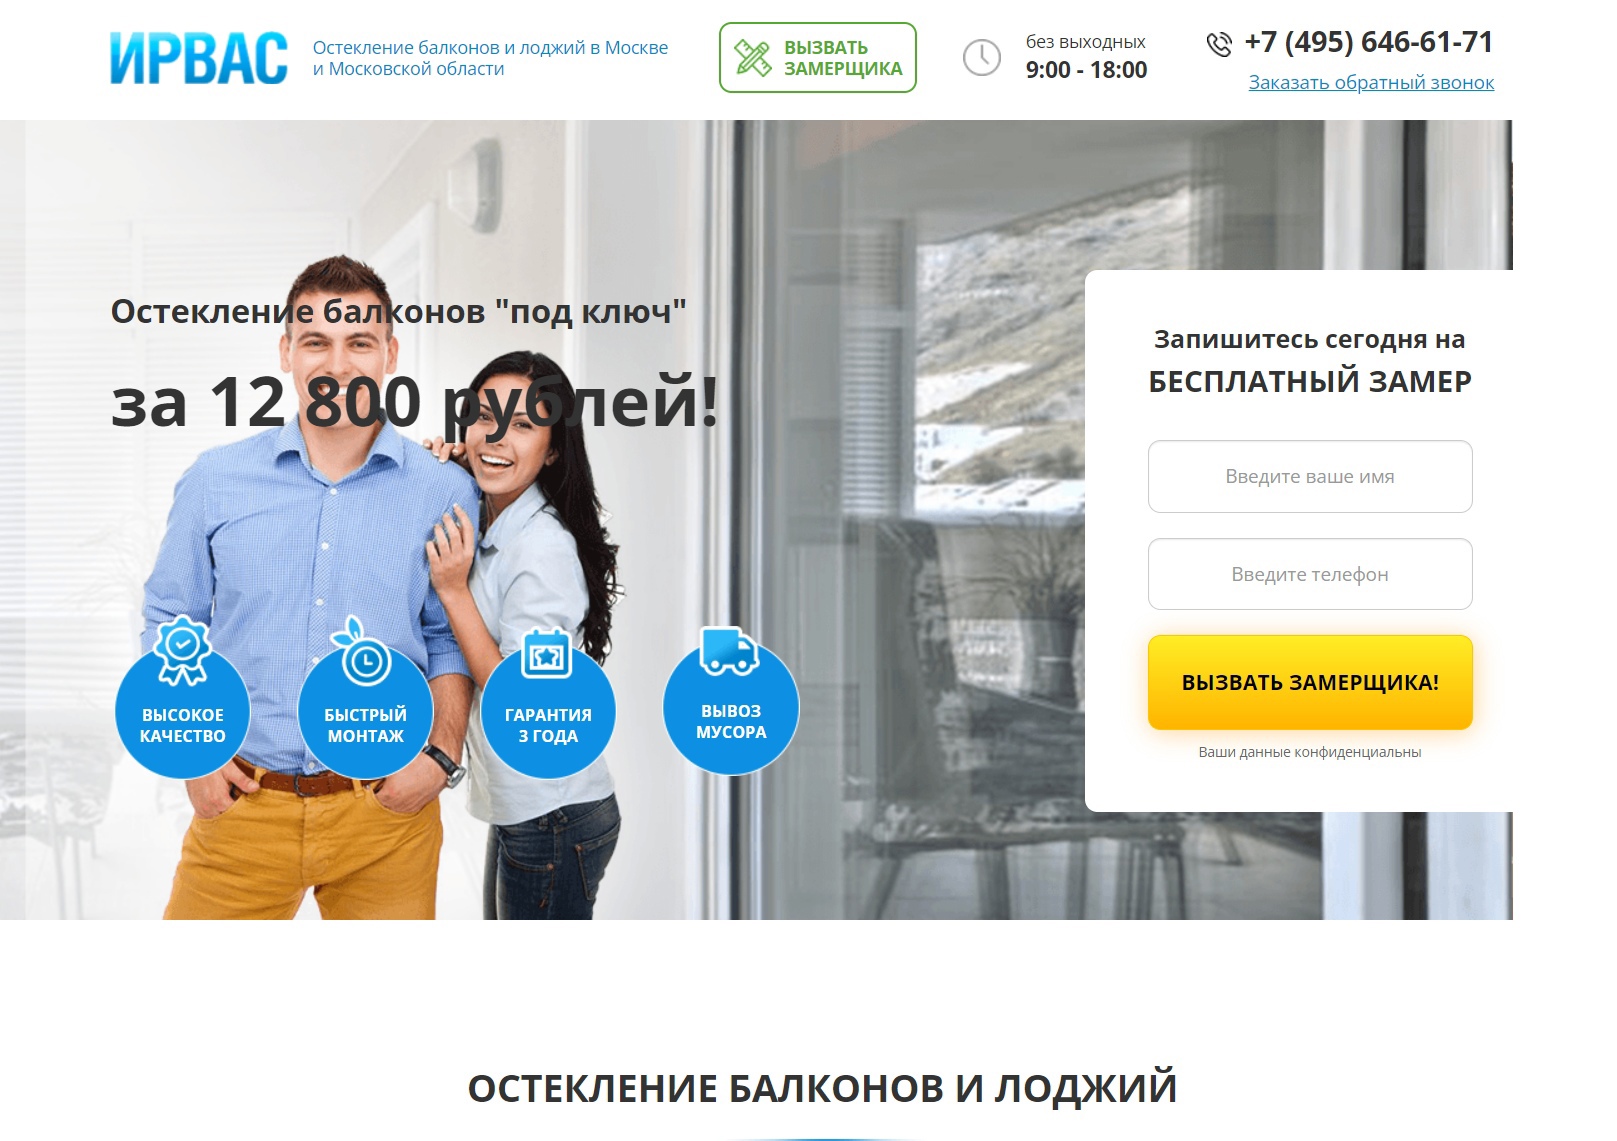 ИРВАС
Остекление балконов и лоджий в Москве
и Московской области
ВЫЗВАТЬ
ЗАМЕРЩИКА
без выходных
9:00 - 18:00
+7 (495) 646-61-71
Заказать обратный звонок
Остекление балконов "под ключ"
за 12 800 рублей!
ВЫСОКОЕ
КАЧЕСТВО
БЫСТРЫЙ
МОНТАЖ
ГАРАНТИЯ
3 ГОДА
ВЫВОЗ
МУСОРА
Запишитесь сегодня на
БЕСПЛАТНЫЙ ЗАМЕР
Введите ваше имя
Введите телефон
ВЫЗВАТЬ ЗАМЕРЩИКА!
Ваши данные конфиденциальны
ОСТЕКЛЕНИЕ БАЛКОНОВ И ЛОДЖИЙ